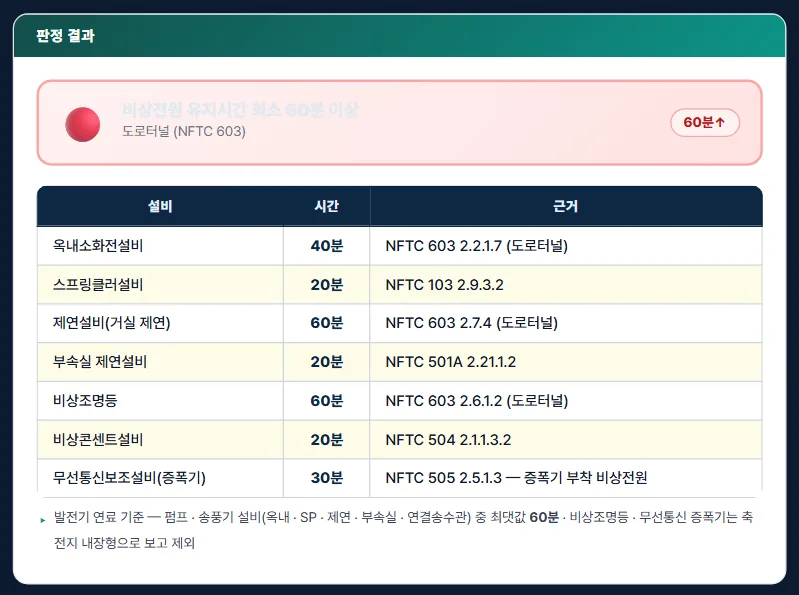 판정 결과
비상전원 유지시간 최소 60분 이상
도로터널 (NFTC 603)
60분↑
설비 시간 근거
옥내소화전설비 40분 NFTC 603 2.2.1.7 (도로터널)
스프링클러설비 20분 NFTC 103 2.9.3.2
제연설비(거실 제연) 60분 NFTC 603 2.7.4 (도로터널)
부속실 제연설비 20분 NFTC 501A 2.21.1.2
비상조명등 60분 NFTC 603 2.6.1.2 (도로터널)
비상콘센트설비 20분 NFTC 504 2.1.1.3.2
무선통신보조설비(증폭기) 30분 NFTC 505 2.5.1.3 — 증폭기 부착 비상전원
▸ 발전기 연료 기준 — 펌프 · 송풍기 설비(옥내 · SP · 제연 · 부속실 · 연결송수관) 중 최댓값 60분 · 비상조명등 · 무선통신 증폭기는 축
전지 내장형으로 보고 제외